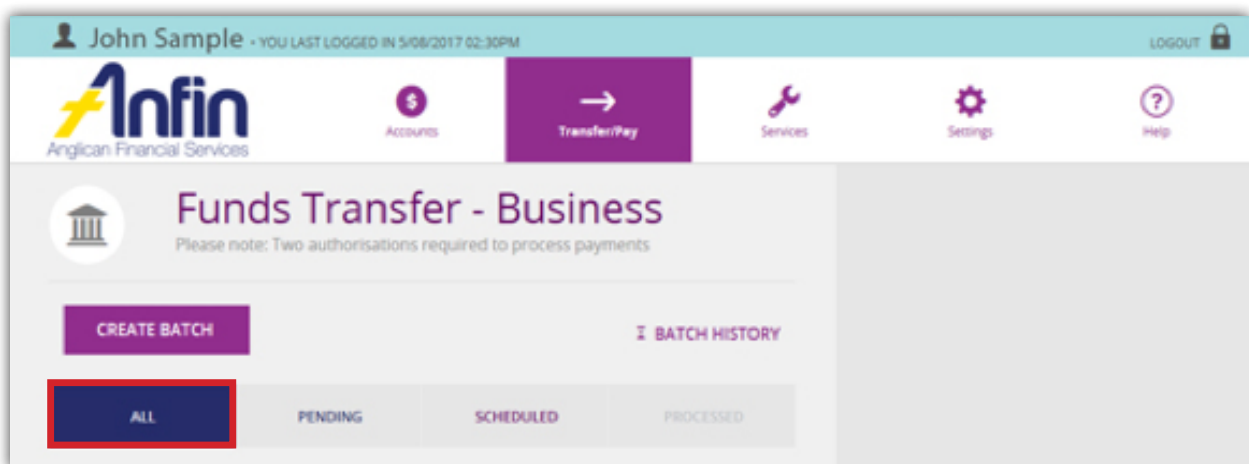 John Sample - YOU LAST LOGGED IN 5/08/2017 02:30PM LOGOUT
Anfin
Anglican Financial Services
$ Accounts Transfer/Pay Services Settings ? Help
Funds Transfer - Business
Please note: Two authorisations required to process payments
CREATE BATCH BATCH HISTORY
ALL PENDING SCHEDULED PROCESSED